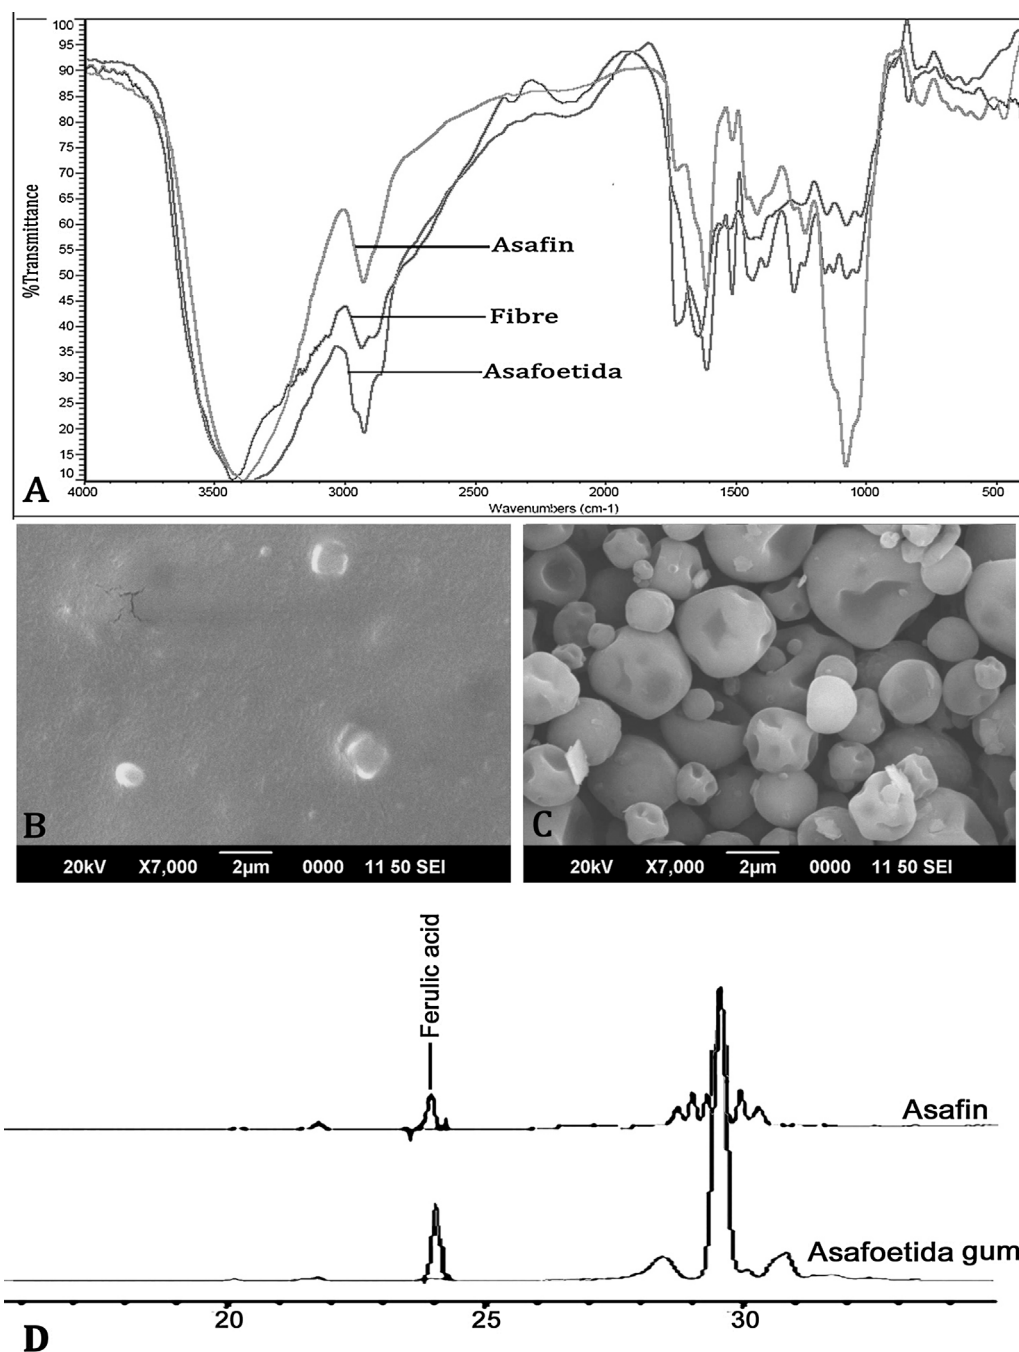 100
95
90
85
80
75
70
65
60
55
50
45
40
35
30
25
20
15
10
%Transmittance
Asafin
Fibre
Asafoetida
A
4000 3500 3000 2500 2000 1500 1000 500
Wavenumbers (cm-1)
B
20kV X7,000 2µm 0000 11 50 SEI
C
20kV X7,000 2µm 0000 11 50 SEI
Ferulic acid
Asafin
Asafoetida gum
20 25 30
D